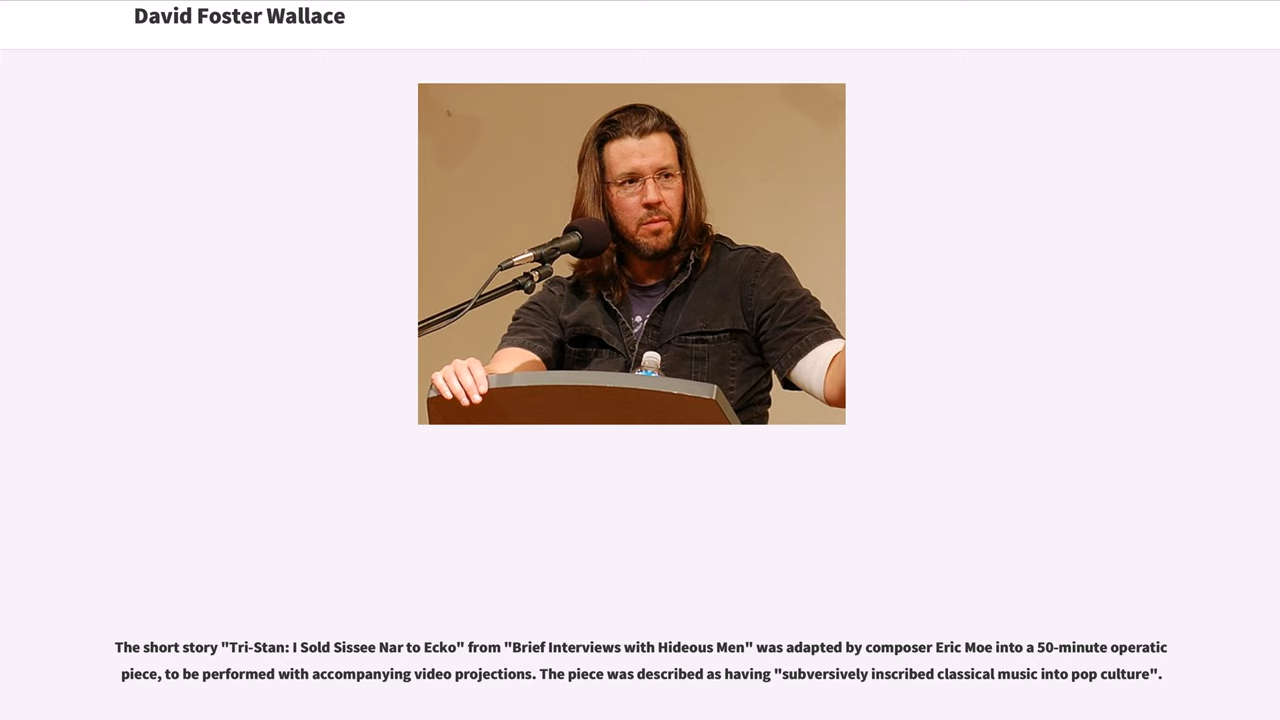 David Foster Wallace
The short story "Tri-Stan: I Sold Sissee Nar to Ecko" from "Brief Interviews with Hideous Men" was adapted by composer Eric Moe into a 50-minute operatic
piece, to be performed with accompanying video projections. The piece was described as having "subversively inscribed classical music into pop culture".